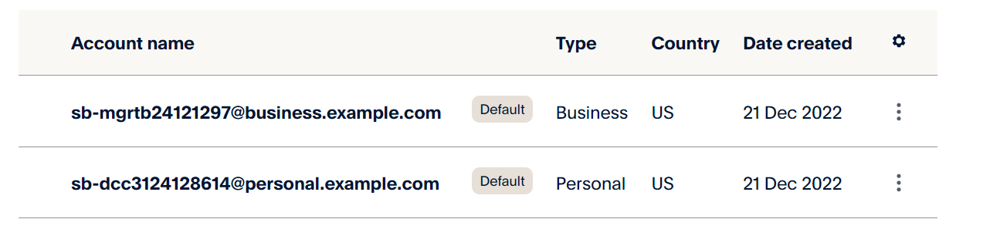 Account name Type Country Date created
sb-mgrtb24121297@business.example.com Default Business US 21 Dec 2022
sb-dcc3124128614@personal.example.com Default Personal US 21 Dec 2022